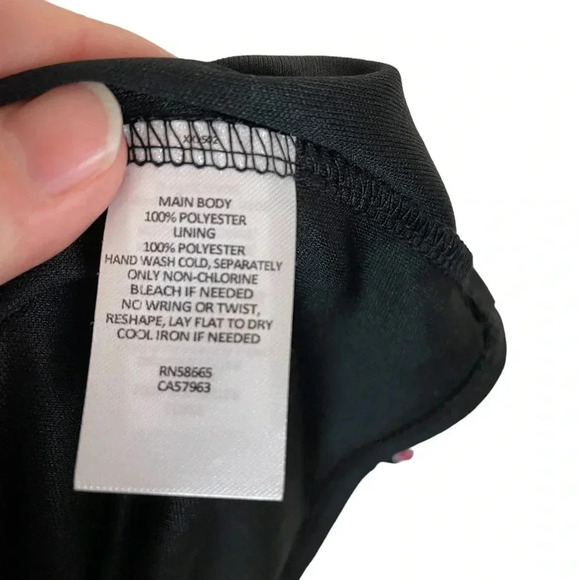 MAIN BODY
100% POLYESTER
LINING
100% POLYESTER
HAND WASH COLD, SEPARATELY
ONLY NON-CHLORINE
BLEACH IF NEEDED
NO WRING OR TWIST,
RESHAPE, LAY FLAT TO DRY
COOL IRON IF NEEDED
RN58665
CA57963